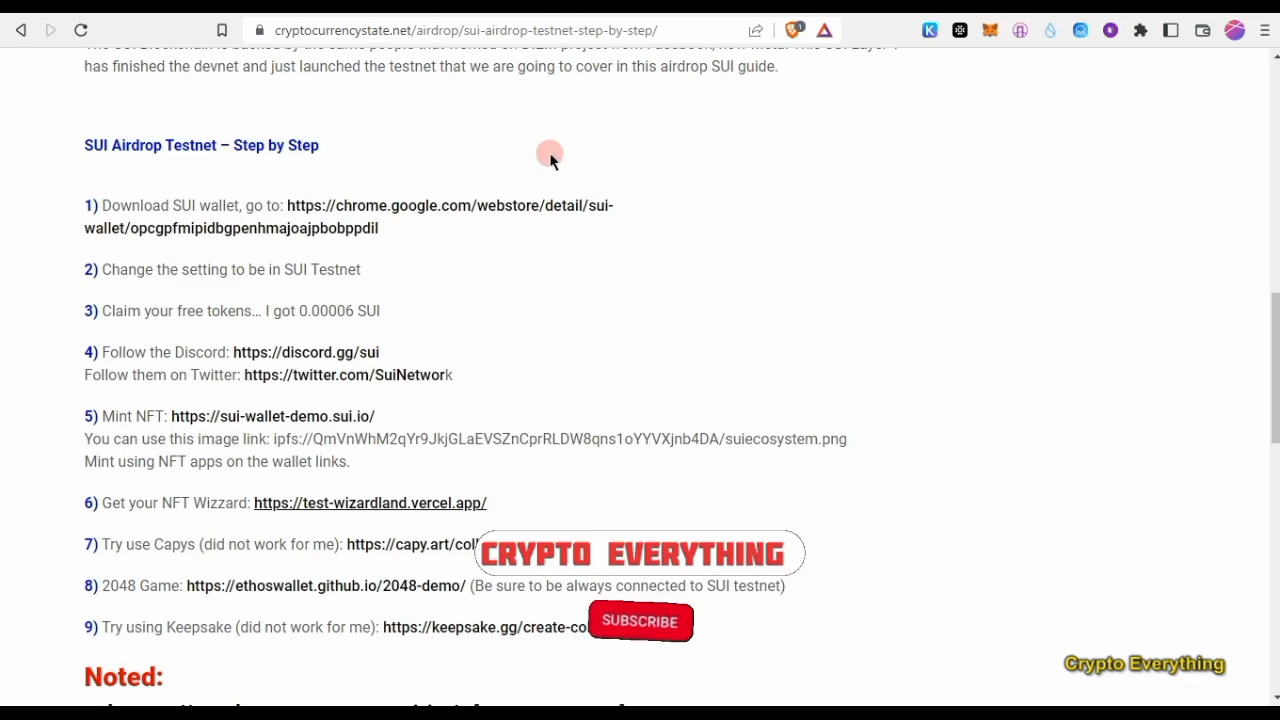 cryptocurrencystate.net/airdrop/sui-airdrop-testnet-step-by-step/
has finished the devnet and just launched the testnet that we are going to cover in this airdrop SUI guide.
SUI Airdrop Testnet – Step by Step
1) Download SUI wallet, go to: https://chrome.google.com/webstore/detail/sui-
wallet/opcgpfmipidbgpenhmajoajpbobppdil
2) Change the setting to be in SUI Testnet
3) Claim your free tokens… I got 0.00006 SUI
4) Follow the Discord: https://discord.gg/sui
Follow them on Twitter: https://twitter.com/SuiNetwork
5) Mint NFT: https://sui-wallet-demo.sui.io/
You can use this image link: ipfs://QmVnWhM2qYr9JkjGLaEVSZnCprRLDW8qns1oYYVXjnb4DA/suiecosystem.png
Mint using NFT apps on the wallet links.
6) Get your NFT Wizzard: https://test-wizardland.vercel.app/
7) Try use Capys (did not work for me): https://capy.art/coll
CRYPTO EVERYTHING
8) 2048 Game: https://ethoswallet.github.io/2048-demo/ (Be sure to be always connected to SUI testnet)
9) Try using Keepsake (did not work for me): https://keepsake.gg/create-co
SUBSCRIBE
Crypto Everything
Noted: